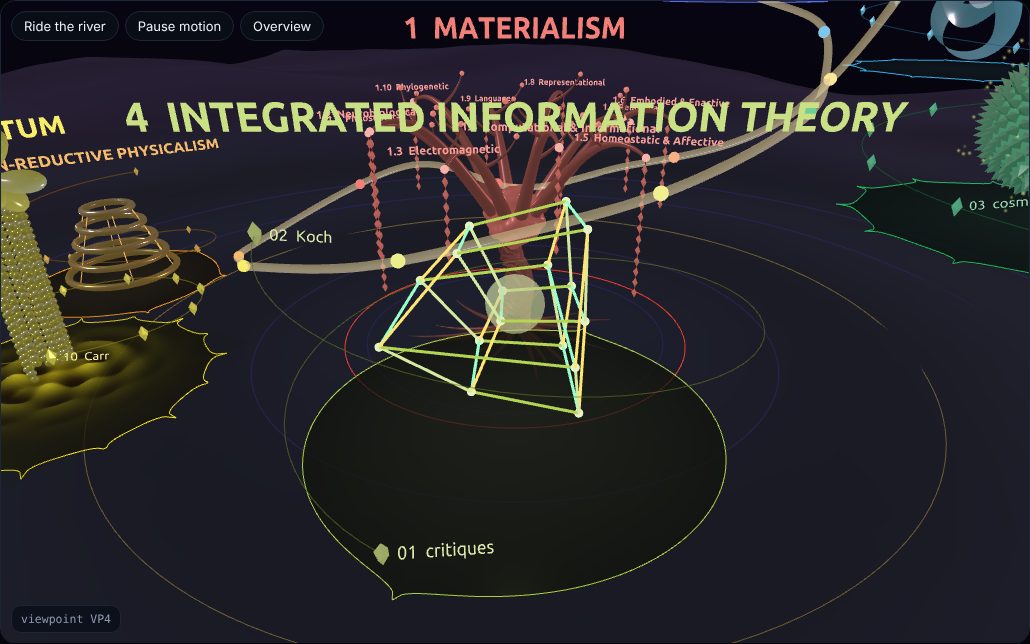 Ride the river
Pause motion
Overview
1 MATERIALISM
1.10 Phylogenetic
1.8 Representational
1.9 Language
4 INTEGRATED INFORMATION THEORY
TUM
N-REDUCTIVE PHYSICALISM
1.3 Electromagnetic
1.5 Homeostatic & Affective
02 Koch
03 cosm
10 Carr
01 critiques
viewpoint VP4